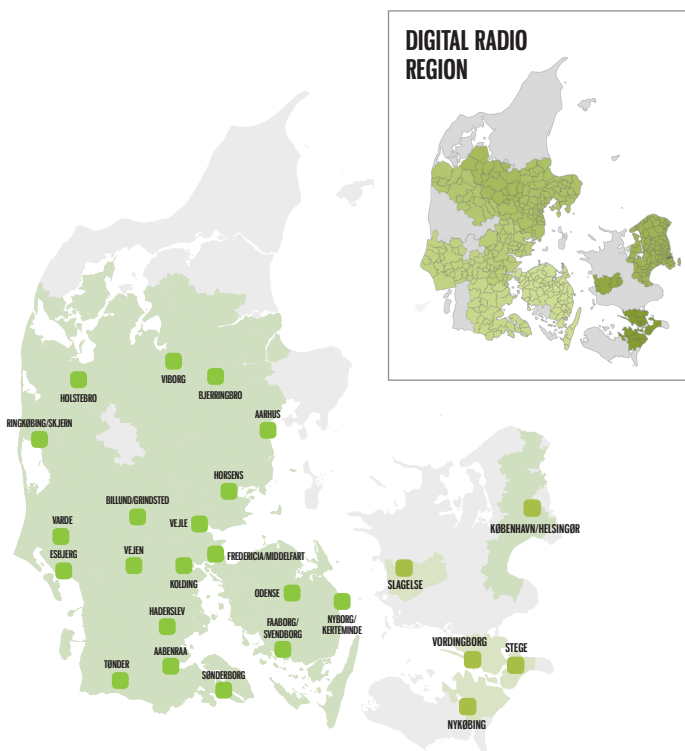 DIGITAL RADIO
REGION
VIBORG
HOLSTEBRO
BJERRINGBRO
AARHUS
RINGKØBING/SKJERN
HORSENS
BILLUND/GRINDSTED
VEJLE
VARDE
KØBENHAVN/HELSINGØR
ESBJERG
VEJEN
FREDERICIA/MIDDELFART
KOLDING
SLAGELSE
ODENSE
HADERSLEV
FAABORG/
SVENDBORG
NYBORG/
KERTEMINDE
VORDINGBORG
STEGE
AABENRAA
TØNDER
SØNDERBORG
NYKØBING